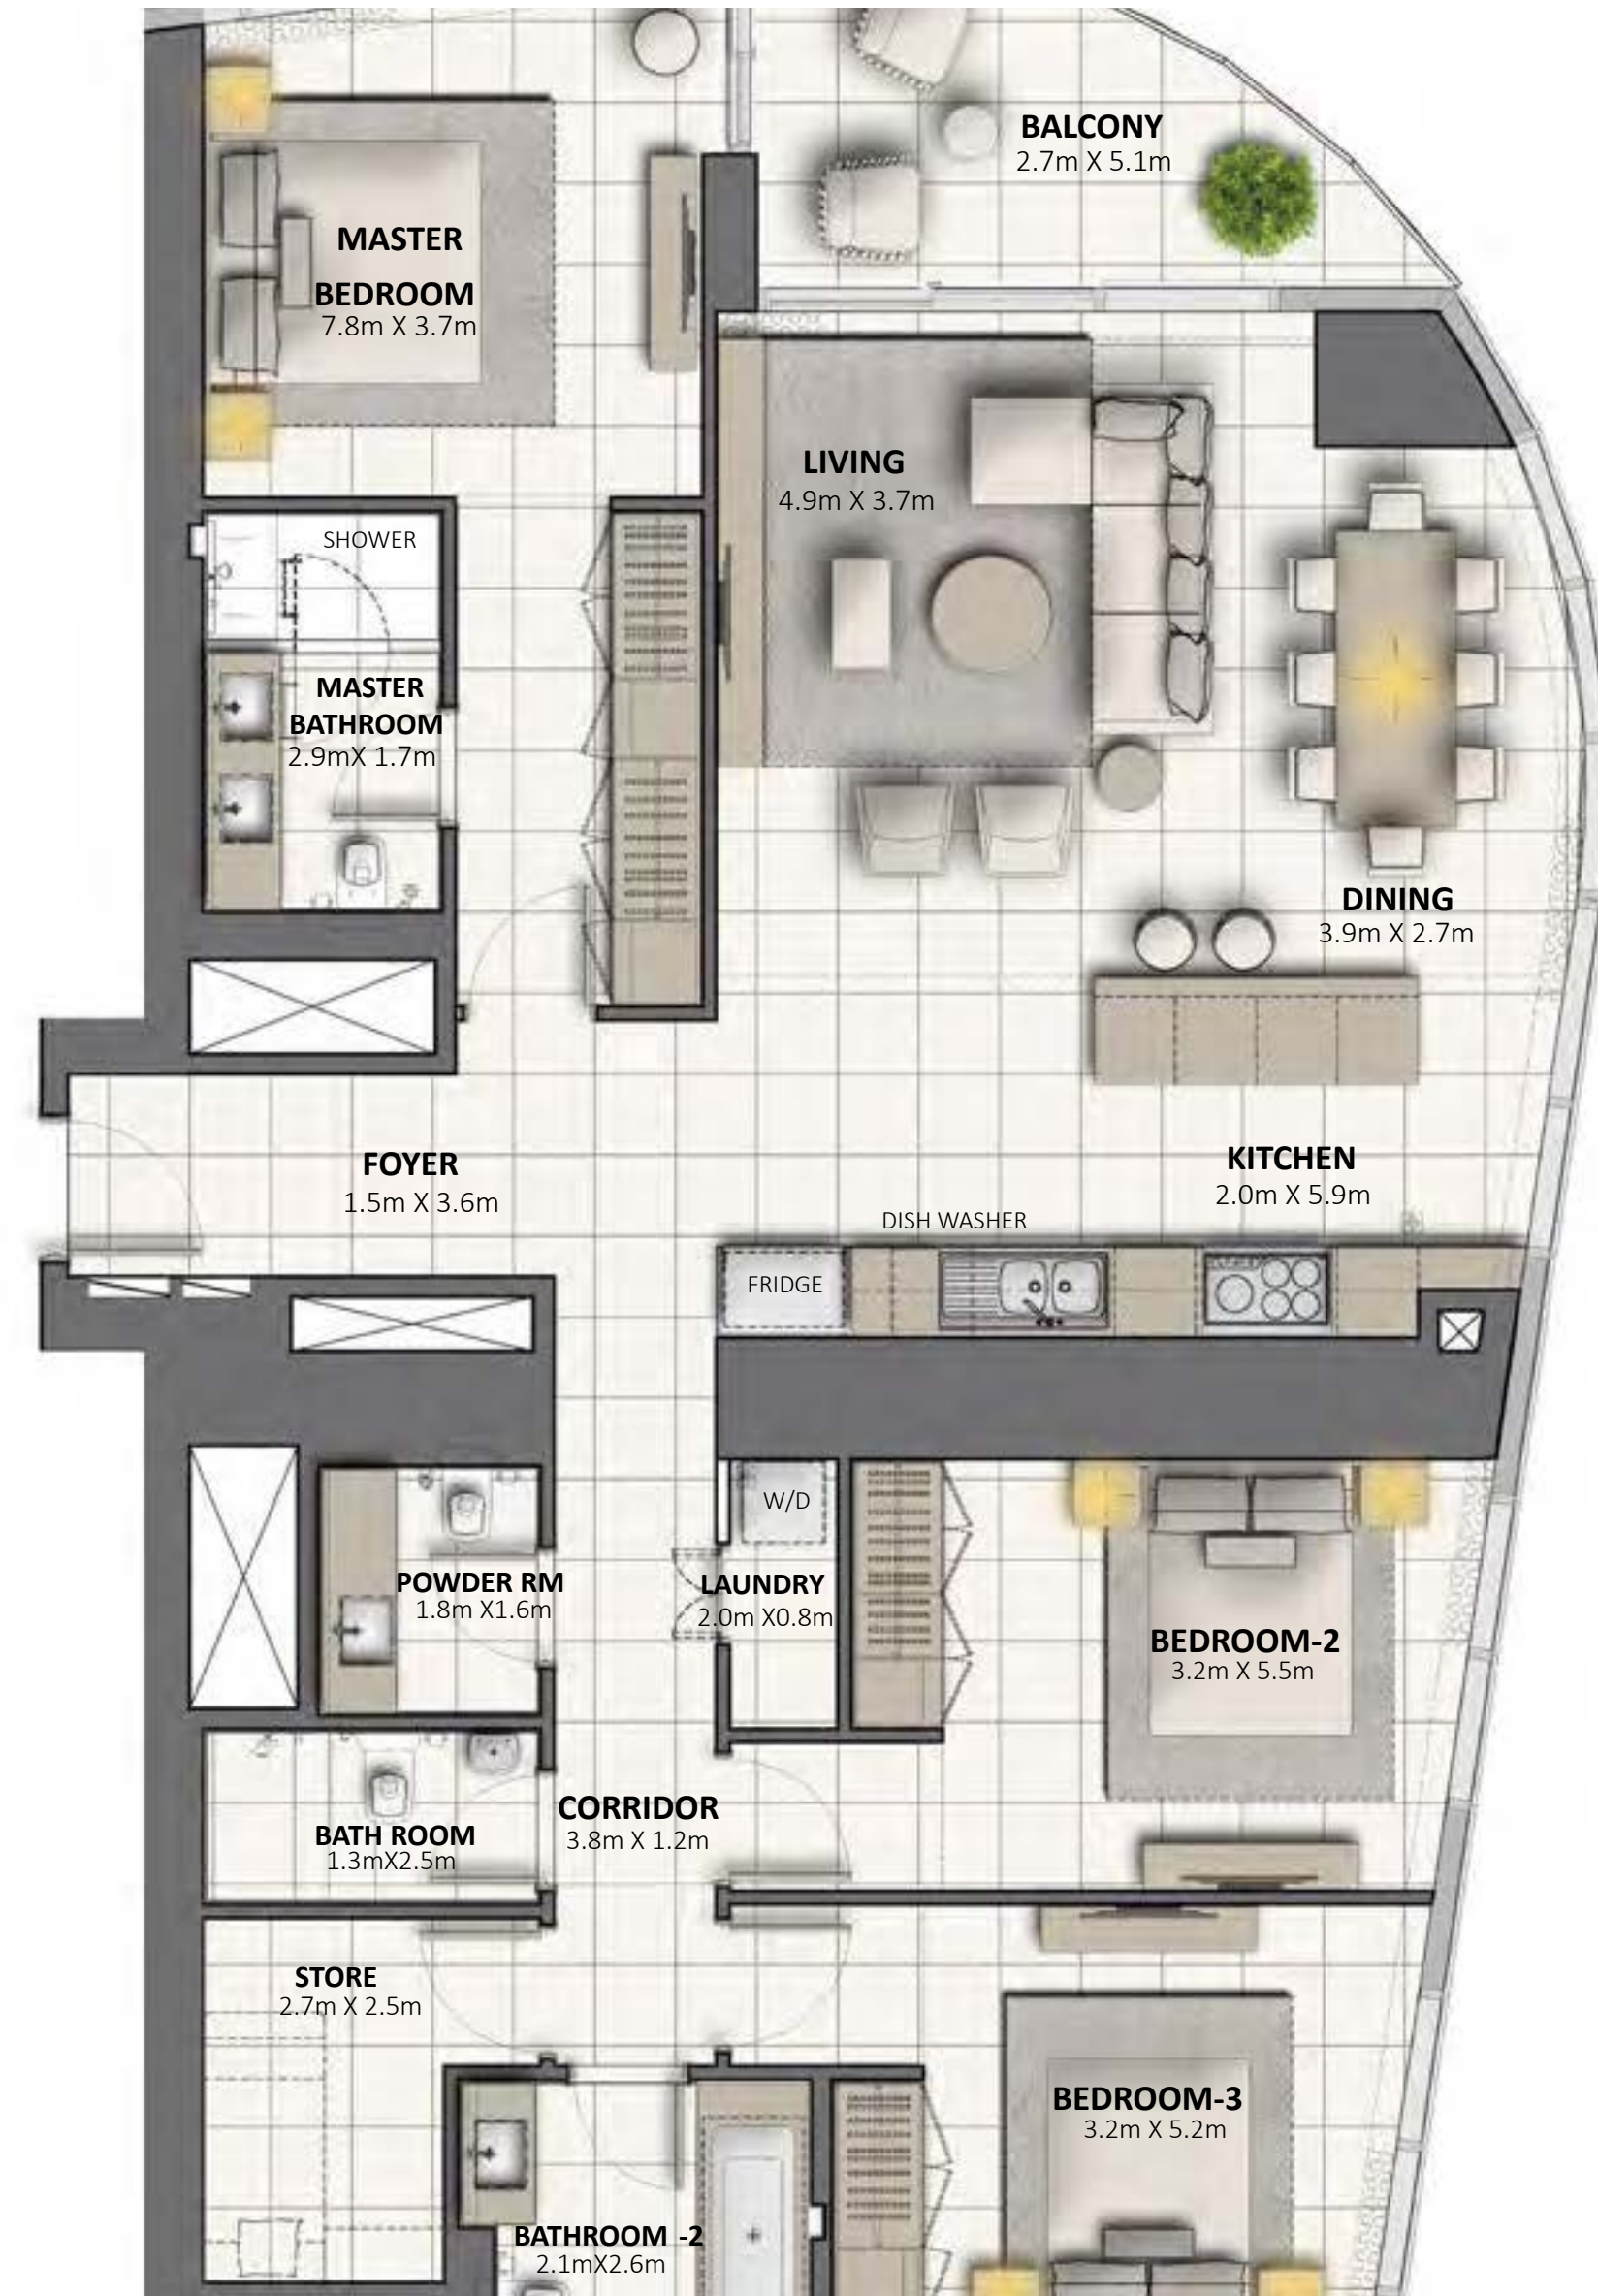 BALCONY
2.7m X 5.1m
MASTER
BEDROOM
7.8m X 3.7m
LIVING
4.9m X 3.7m
SHOWER
MASTER
BATHROOM
2.9mX 1.7m
DINING
3.9m X 2.7m
FOYER
1.5m X 3.6m
KITCHEN
2.0m X 5.9m
DISH WASHER
FRIDGE
W/D
POWDER RM
1.8m X1.6m
LAUNDRY
2.0m X0.8m
BEDROOM-2
3.2m X 5.5m
CORRIDOR
3.8m X 1.2m
BATH ROOM
1.3mX2.5m
STORE
2.7m X 2.5m
BEDROOM-3
3.2m X 5.2m
BATHROOM -2
2.1mX2.6m